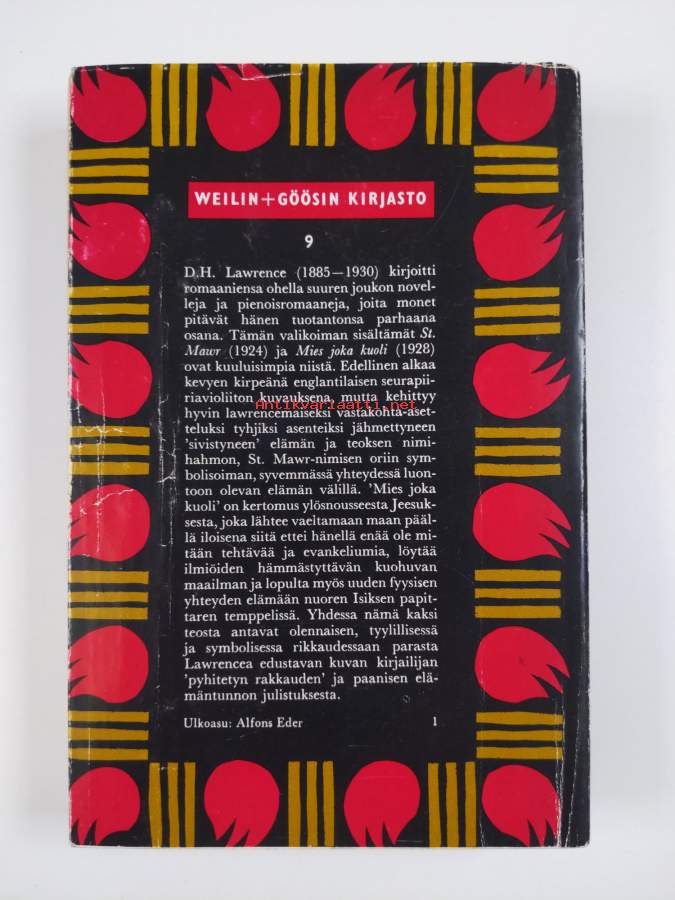 WEILIN+GÖÖSIN KIRJASTO
9
D.H. Lawrence (1885—1930) kirjoitti
romaaniensa ohella suuren joukon novel-
leja ja pienoisromaaneja, joita monet
pitävät hänen tuotantonsa parhaana
osana. Tämän valikoiman sisältämät St.
Mawr (1924) ja Mies joka kuoli (1928)
ovat kuuluisimpia niistä. Edellinen alkaa
kevyen kirpeänä englantilaisen seurapii-
riavioliiton kuvauksena, mutta kehittyy
Antikvariaatti.net
hyvin lawrencemaiseksi vastakohta-aset-
teluksi tyhjiksi asenteiksi jähmettyneen
'sivistyneen' elämän ja teoksen nimi-
hahmon, St. Mawr-nimisen oriin sym-
bolisoiman, syvemmässä yhteydessä luon-
toon olevan elämän välillä. 'Mies joka
kuoli' on kertomus ylösnousseesta Jeesuk-
sesta, joka lähtee vaeltamaan maan pääl-
lä iloisena siitä ettei hänellä enää ole mi-
tään tehtävää ja evankeliumia, löytää
ilmiöiden hämmästyttävän kuohuvan
maailman ja lopulta myös uuden fyysisen
yhteyden elämään nuoren Isiksen papit-
taren temppelissä. Yhdessa nämä kaksi
teosta antavat olennaisen, tyylillisessä
ja symbolisessa rikkaudessaan parasta
Lawrencea edustavan kuvan kirjailijan
'pyhitetyn rakkauden' ja paanisen elä-
mäntunnon julistuksesta.
Ulkoasu: Alfons Eder 1